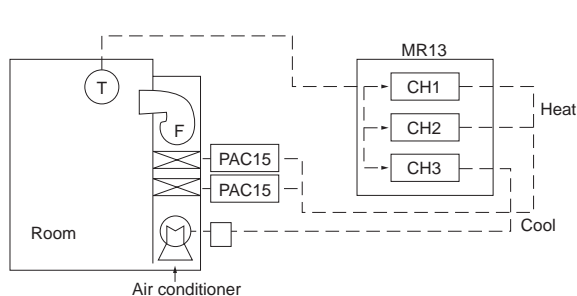 MR13
T
CH1
Heat
F
CH2
PAC15
CH3
PAC15
Room
M
Cool
Air conditioner